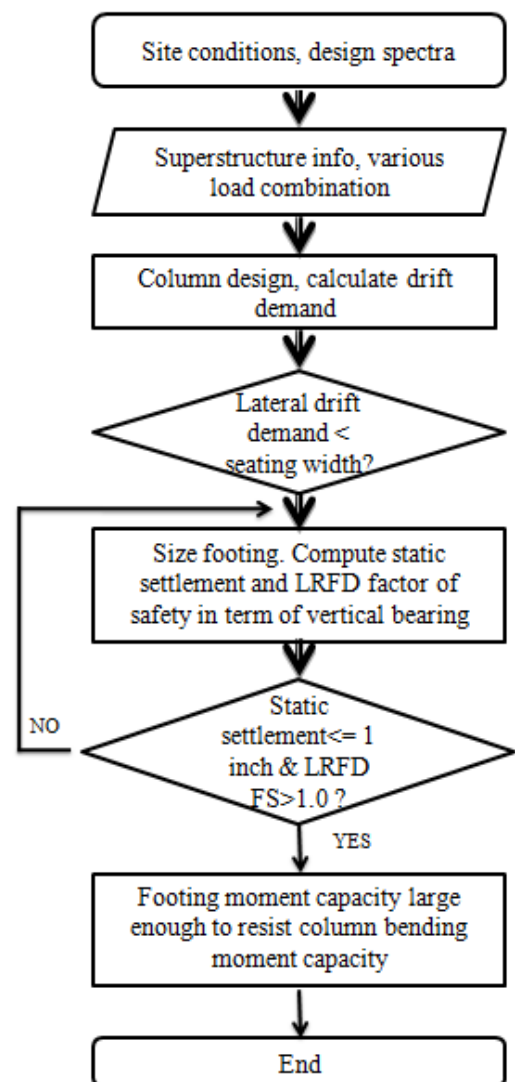 Site conditions, design spectra
Superstructure info, various
load combination
Column design, calculate drift
demand
Lateral drift
demand <
seating width?
Size footing. Compute static
settlement and LRFD factor of
safety in term of vertical bearing
Static
settlement<= 1
inch & LRFD
FS>1.0 ?
NO
YES
Footing moment capacity large
enough to resist column bending
moment capacity
End